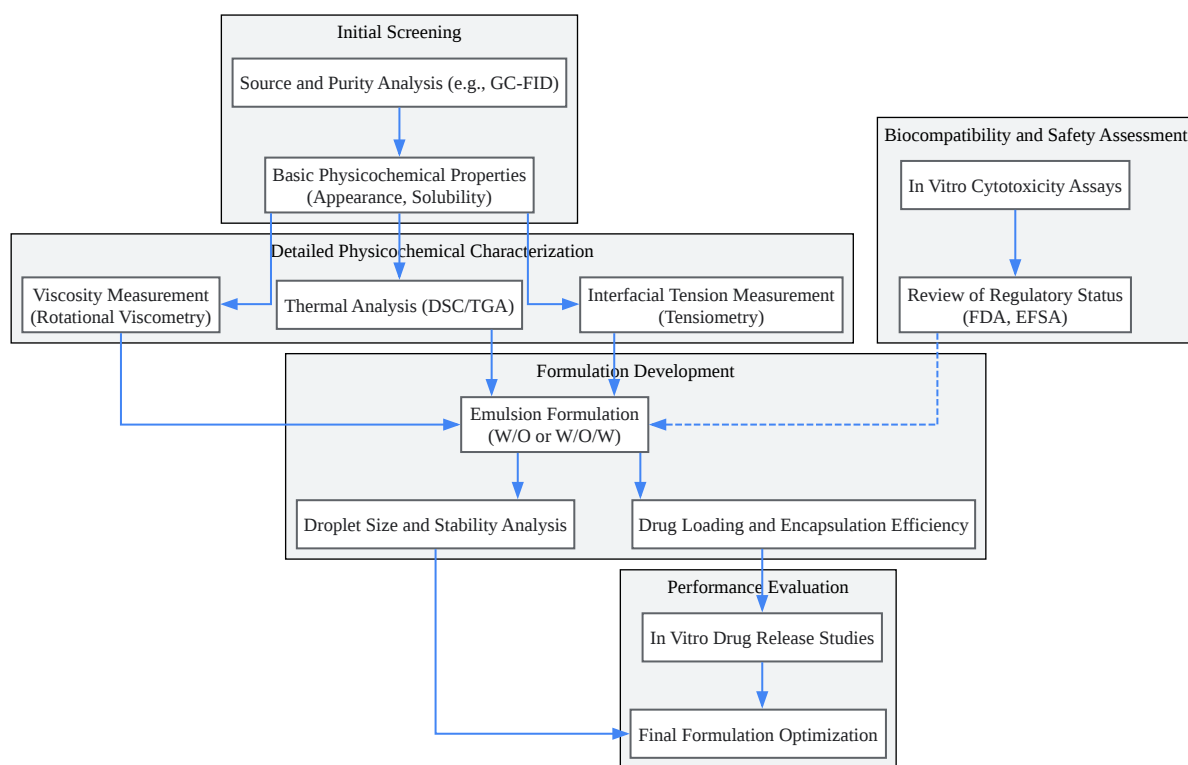 Initial Screening
Source and Purity Analysis (e.g., GC-FID)
Basic Physicochemical Properties
(Appearance, Solubility)
Biocompatibility and Safety Assessment
In Vitro Cytotoxicity Assays
Review of Regulatory Status
(FDA, EFSA)
Detailed Physicochemical Characterization
Viscosity Measurement
(Rotational Viscometry)
Thermal Analysis (DSC/TGA)
Interfacial Tension Measurement
(Tensiometry)
Formulation Development
Emulsion Formulation
(W/O or W/O/W)
Droplet Size and Stability Analysis
Drug Loading and Encapsulation Efficiency
Performance Evaluation
In Vitro Drug Release Studies
Final Formulation Optimization